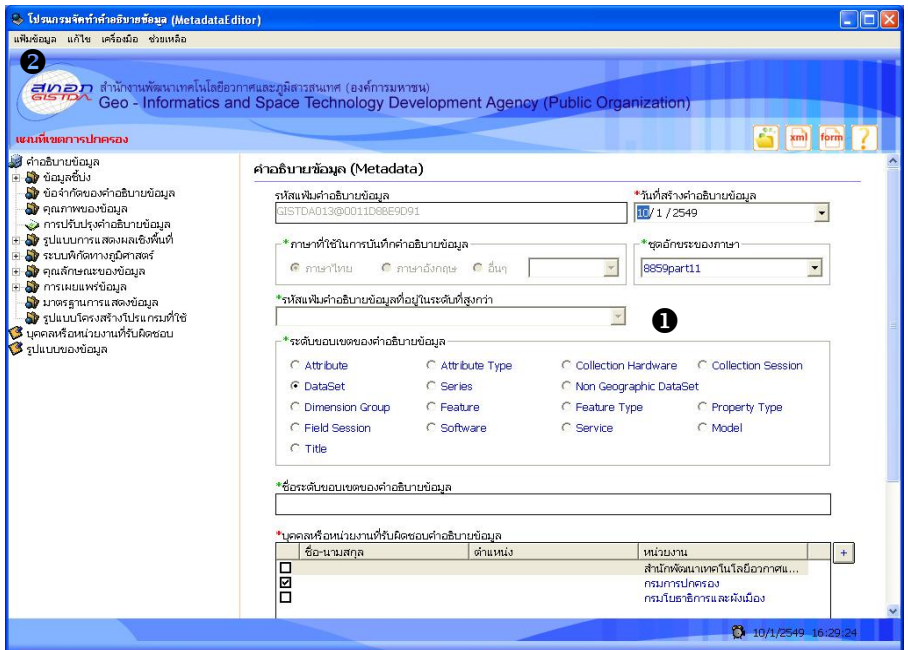 โปรแกรมจัดทำคำอธิบายข้อมูล (MetadataEditor)
แฟ้มข้อมูล แก้ไข เครื่องมือ ช่วยเหลือ
❷
สทอภ
GISTDA
สำนักงานพัฒนาเทคโนโลยีอวกาศและภูมิสารสนเทศ (องค์การมหาชน)
Geo - Informatics and Space Technology Development Agency (Public Organization)
แผนที่เขตการปกครอง
xml form ?
คำอธิบายข้อมูล
ข้อมูลชี้บ่ง
ข้อจำกัดของคำอธิบายข้อมูล
คุณภาพของข้อมูล
การปรับปรุงคำอธิบายข้อมูล
รูปแบบการแสดงผลเชิงพื้นที่
ระบบพิกัดทางภูมิศาสตร์
คุณลักษณะของข้อมูล
การเผยแพร่ข้อมูล
มาตรฐานการแสดงข้อมูล
รูปแบบโครงสร้างโปรแกรมที่ใช้
บุคคลหรือหน่วยงานที่รับผิดชอบ
รูปแบบของข้อมูล
คำอธิบายข้อมูล (Metadata)
รหัสแฟ้มคำอธิบายข้อมูล *วันที่สร้างคำอธิบายข้อมูล
GISTDA013@0011D8BE9D91 10/ 1 /2549
*ภาษาที่ใช้ในการบันทึกคำอธิบายข้อมูล *ชุดอักขระของภาษา
ภาษาไทย ภาษาอังกฤษ อื่นๆ 8859part11
*รหัสแฟ้มคำอธิบายข้อมูลที่อยู่ในระดับที่สูงกว่า
❶
*ระดับขอบเขตของคำอธิบายข้อมูล
Attribute Attribute Type Collection Hardware Collection Session
DataSet Series Non Geographic DataSet
Dimension Group Feature Feature Type Property Type
Field Session Software Service Model
Title
*ชื่อระดับขอบเขตของคำอธิบายข้อมูล
*บุคคลหรือหน่วยงานที่รับผิดชอบคำอธิบายข้อมูล
ชื่อ-นามสกุล ตำแหน่ง หน่วยงาน +
สำนักพัฒนาเทคโนโลยีอวกาศแ...
กรมการปกครอง
กรมโยธาธิการและผังเมือง
10/1/2549 16:29:24